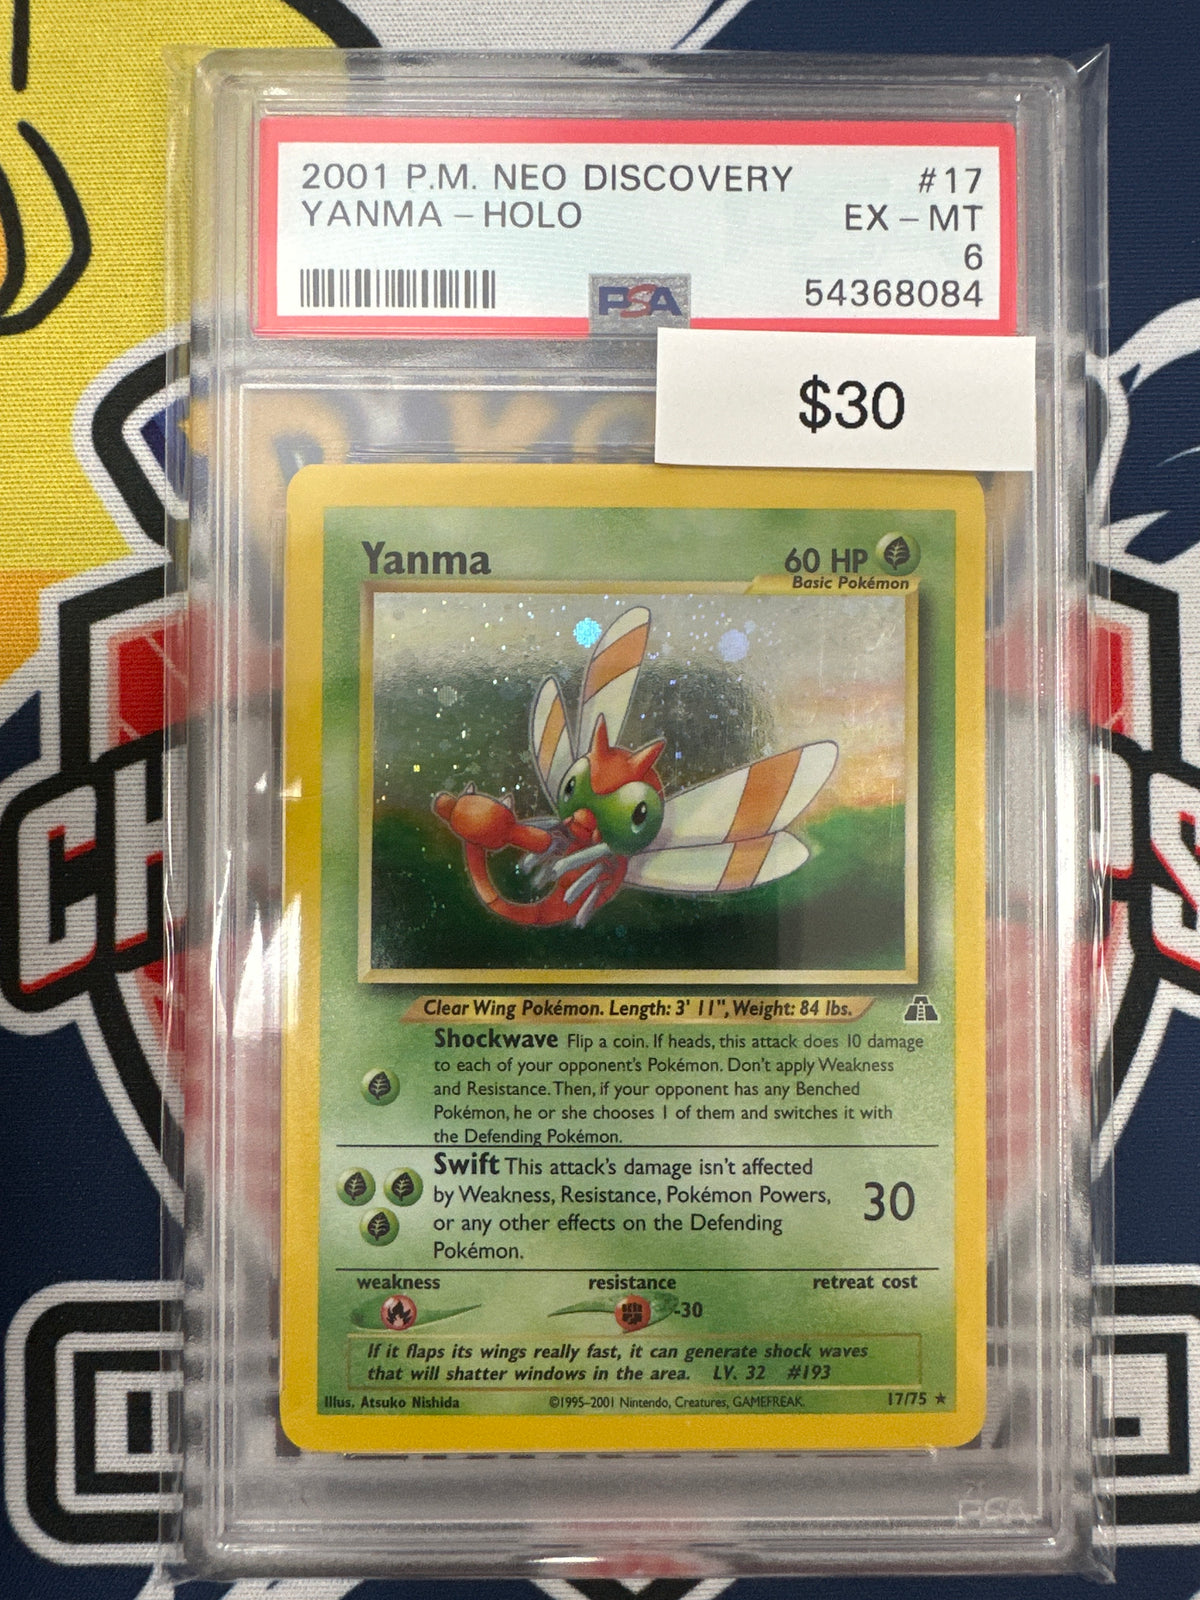 2001 P.M. NEO DISCOVERY #17
YANMA - HOLO EX - MT
6
PSA 54368084
$30
Yanma 60 HP
Basic Pokémon
Clear Wing Pokémon. Length: 3' 11", Weight: 84 lbs.
Shockwave Flip a coin. If heads, this attack does 10 damage
to each of your opponent's Pokémon. Don't apply Weakness
and Resistance. Then, if your opponent has any Benched
Pokémon, he or she chooses 1 of them and switches it with
the Defending Pokémon.
Swift This attack's damage isn't affected
by Weakness, Resistance, Pokémon Powers, 30
or any other effects on the Defending
Pokémon.
weakness resistance retreat cost
-30
If it flaps its wings really fast, it can generate shock waves
that will shatter windows in the area. LV. 32 #193
Illus. Atsuko Nishida ©1995-2001 Nintendo, Creatures, GAMEFREAK. 17/75 ★
PSA